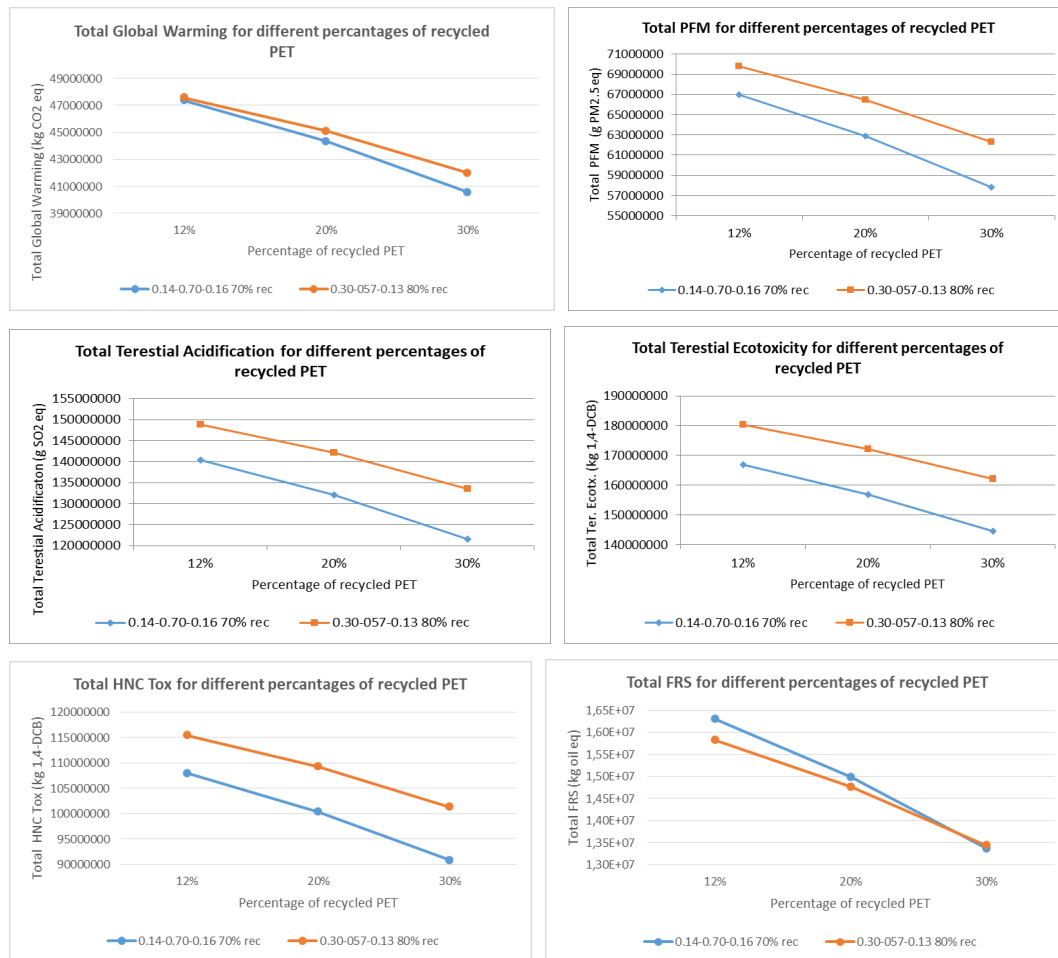 Total Global Warming for different percantages of recycled
PET
Total Global Warming (kg CO2 eq)
49000000
47000000
45000000
43000000
41000000
39000000
12% 20% 30%
Percentage of recycled PET
0.14-0.70-0.16 70% rec 0.30-057-0.13 80% rec
Total PFM for different percentages of recycled PET
Total PFM (g PM2.5 eq)
71000000
69000000
67000000
65000000
63000000
61000000
59000000
57000000
55000000
12% 20% 30%
Percentage of recycled PET
0.14-0.70-0.16 70% rec 0.30-057-0.13 80% rec
Total Terestial Acidification for different percentages of
recycled PET
Total Terestial Acidificaton (g SO2 eq)
155000000
150000000
145000000
140000000
135000000
130000000
125000000
120000000
12% 20% 30%
Percentage of recycled PET
0.14-0.70-0.16 70% rec 0.30-057-0.13 80% rec
Total Terestial Ecotoxicity for different percentages of
recycled PET
Total Ter. Ecotx. (kg 1,4-DCB)
190000000
180000000
170000000
160000000
150000000
140000000
12% 20% 30%
Percentage of recycled PET
0.14-0.70-0.16 70% rec 0.30-057-0.13 80% rec
Total HNC Tox for different percantages of recycled PET
Total HNC Tox (kg 1,4-DCB)
120000000
115000000
110000000
105000000
100000000
95000000
90000000
12% 20% 30%
Percentage of recycled PET
0.14-0.70-0.16 70% rec 0.30-057-0.13 80% rec
Total FRS for different percentages of recycled PET
Total FRS (kg oil eq)
1,65E+07
1,60E+07
1,55E+07
1,50E+07
1,45E+07
1,40E+07
1,35E+07
1,30E+07
12% 20% 30%
Percentage of recycled PET
0.14-0.70-0.16 70% rec 0.30-057-0.13 80% rec